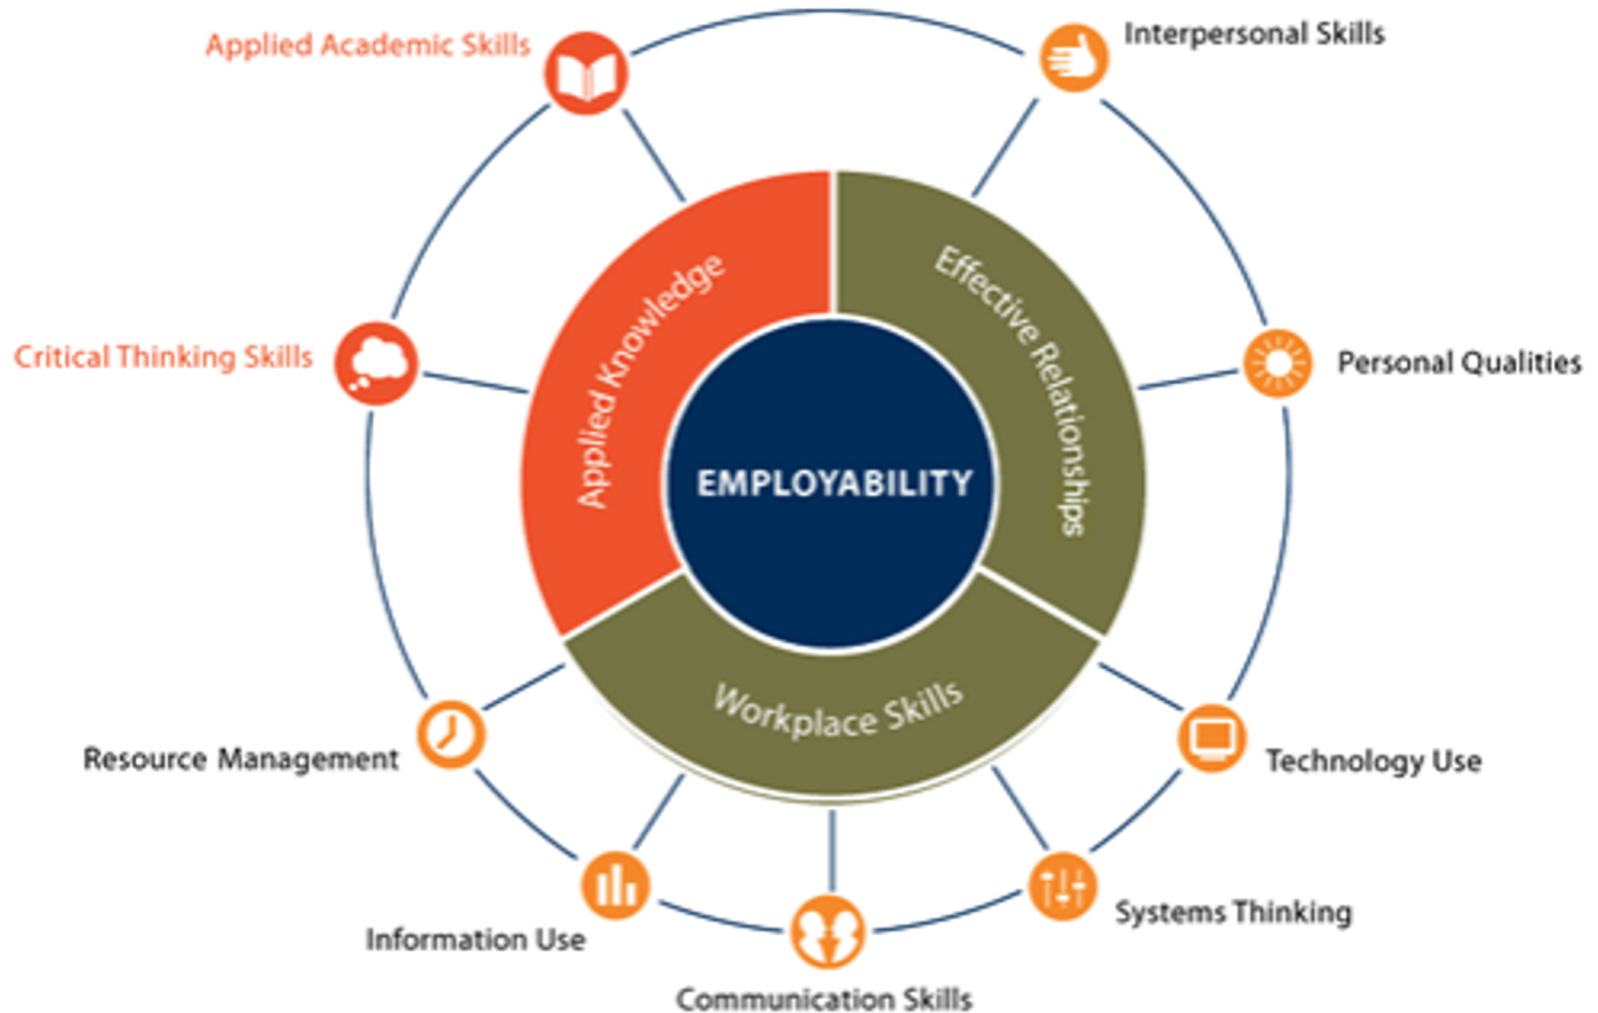 Applied Academic Skills
Interpersonal Skills
Critical Thinking Skills
Personal Qualities
Applied Knowledge
Effective Relationships
EMPLOYABILITY
Workplace Skills
Resource Management
Technology Use
Information Use
Systems Thinking
Communication Skills